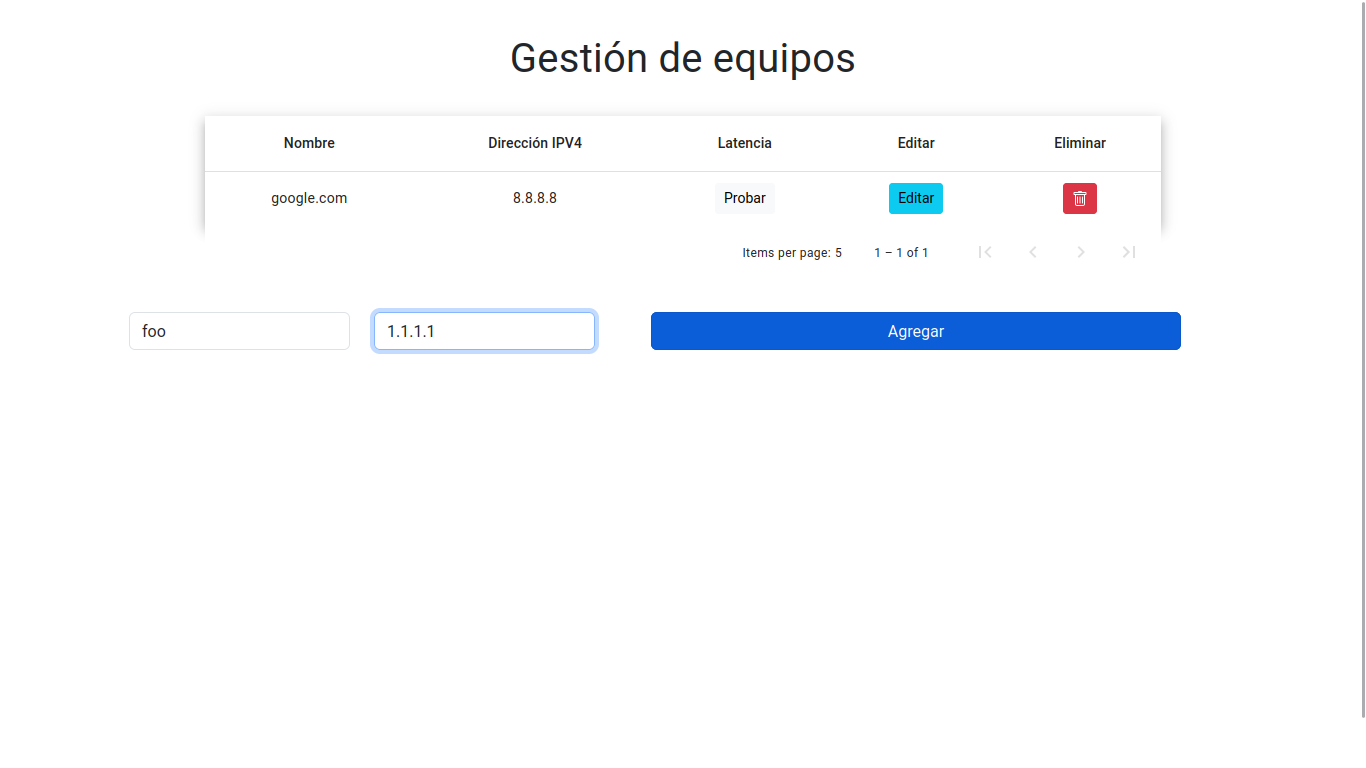 Gestión de equipos
Nombre Dirección IPV4 Latencia Editar Eliminar
google.com 8.8.8.8 Probar Editar
Items per page: 5 1 – 1 of 1
foo 1.1.1.1 Agregar